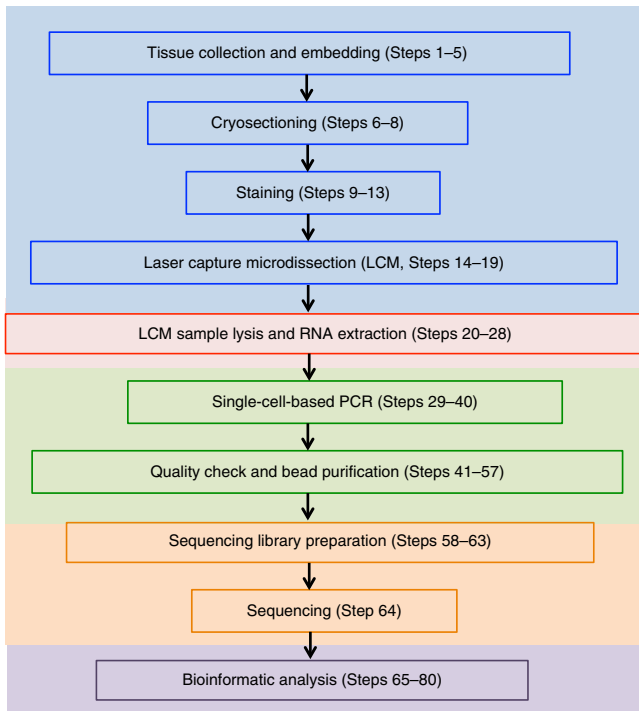 Tissue collection and embedding (Steps 1–5)
Cryosectioning (Steps 6–8)
Staining (Steps 9–13)
Laser capture microdissection (LCM, Steps 14–19)
LCM sample lysis and RNA extraction (Steps 20–28)
Single-cell-based PCR (Steps 29–40)
Quality check and bead purification (Steps 41–57)
Sequencing library preparation (Steps 58–63)
Sequencing (Step 64)
Bioinformatic analysis (Steps 65–80)